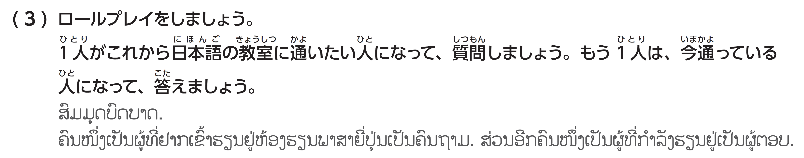 （3）ロールプレイをしましょう。
1人がこれから日本語の教室に通いたい人になって、質問しましょう。もう1人は、今通っている
人になって、答えましょう。
ສົມມຸດບົດບາດ.
ຄົນໜຶ່ງເປັນຜູ້ທີ່ຢາກເຂົ້າຮຽນຢູ່ຫ້ອງຮຽນພາສາຍີ່ປຸ່ນເປັນຄົນຖາມ. ສ່ວນອີກຄົນໜຶ່ງເປັນຜູ້ທີ່ກຳລັງຮຽນຢູ່ເປັນຜູ້ຕອບ.